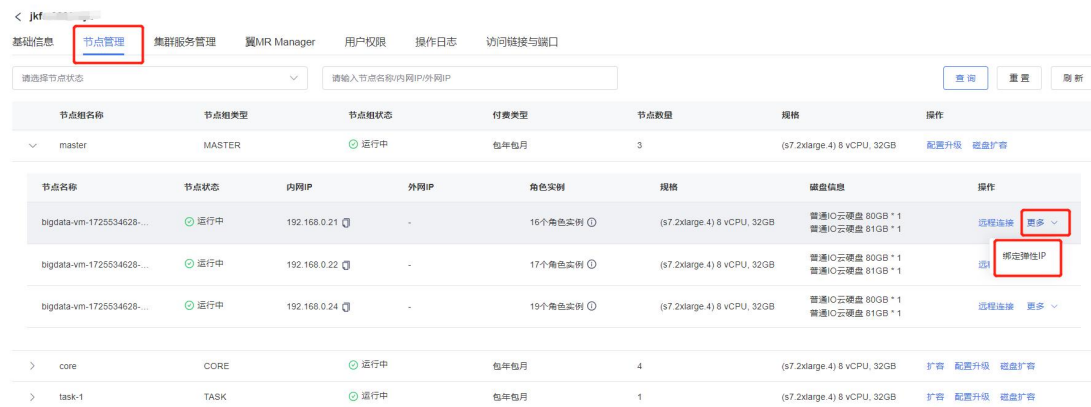 jkf
基础信息 节点管理 集群服务管理 翼MR Manager 用户权限 操作日志 访问链接与端口
请选择节点状态 请输入节点名称/内网IP/外网IP 查询 重置 刷新
节点组名称 节点组类型 节点组状态 付费类型 节点数量 规格 操作
master MASTER 运行中 包年包月 3 (s7.2xlarge.4) 8 vCPU, 32GB 配置升级 磁盘扩容
节点名称 节点状态 内网IP 外网IP 角色实例 规格 磁盘信息 操作
bigdata-vm-1725534628-... 运行中 192.168.0.21 - 16个角色实例 (s7.2xlarge.4) 8 vCPU, 32GB 普通IO云硬盘 80GB * 1 远程连接 更多
普通IO云硬盘 81GB * 1
绑定弹性IP
bigdata-vm-1725534628-... 运行中 192.168.0.22 - 17个角色实例 (s7.2xlarge.4) 8 vCPU, 32GB 普通IO云硬盘 80GB * 1
普通IO云硬盘 81GB * 1
bigdata-vm-1725534628-... 运行中 192.168.0.24 - 19个角色实例 (s7.2xlarge.4) 8 vCPU, 32GB 普通IO云硬盘 80GB * 1 远程连接 更多
普通IO云硬盘 81GB * 1
core CORE 运行中 包年包月 4 (s7.2xlarge.4) 8 vCPU, 32GB 扩容 配置升级 磁盘扩容
task-1 TASK 运行中 包年包月 1 (s7.2xlarge.4) 8 vCPU, 32GB 扩容 配置升级 磁盘扩容